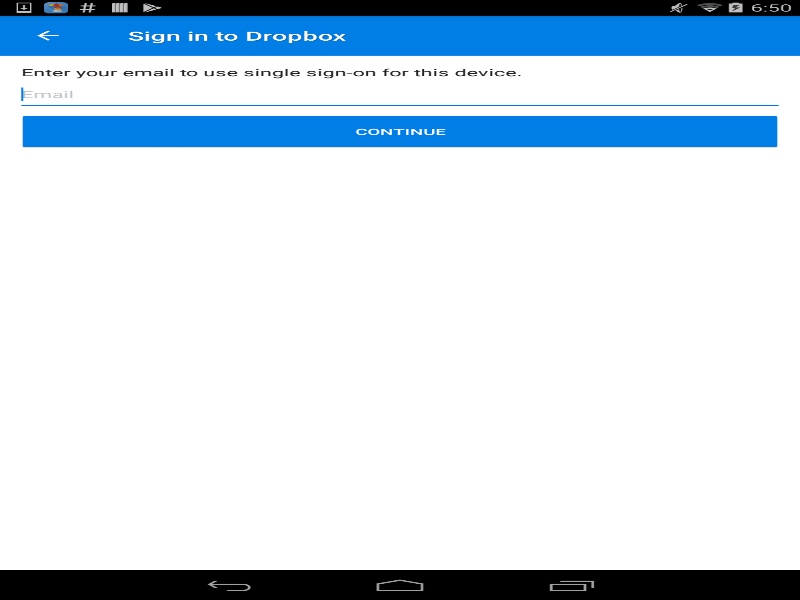 6:50
Sign in to Dropbox
Enter your email to use single sign-on for this device.
Email
CONTINUE